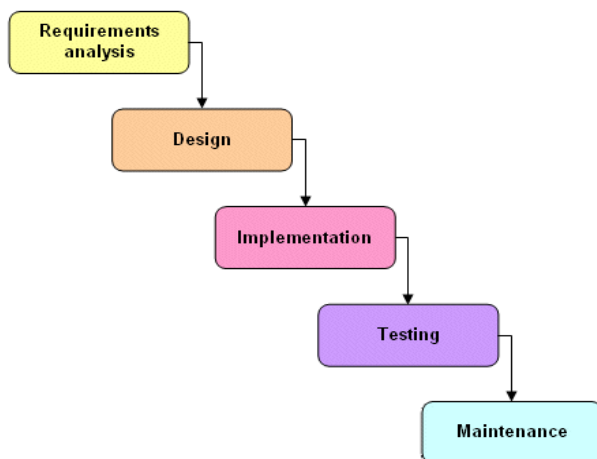 Requirements
analysis
Design
Implementation
Testing
Maintenance